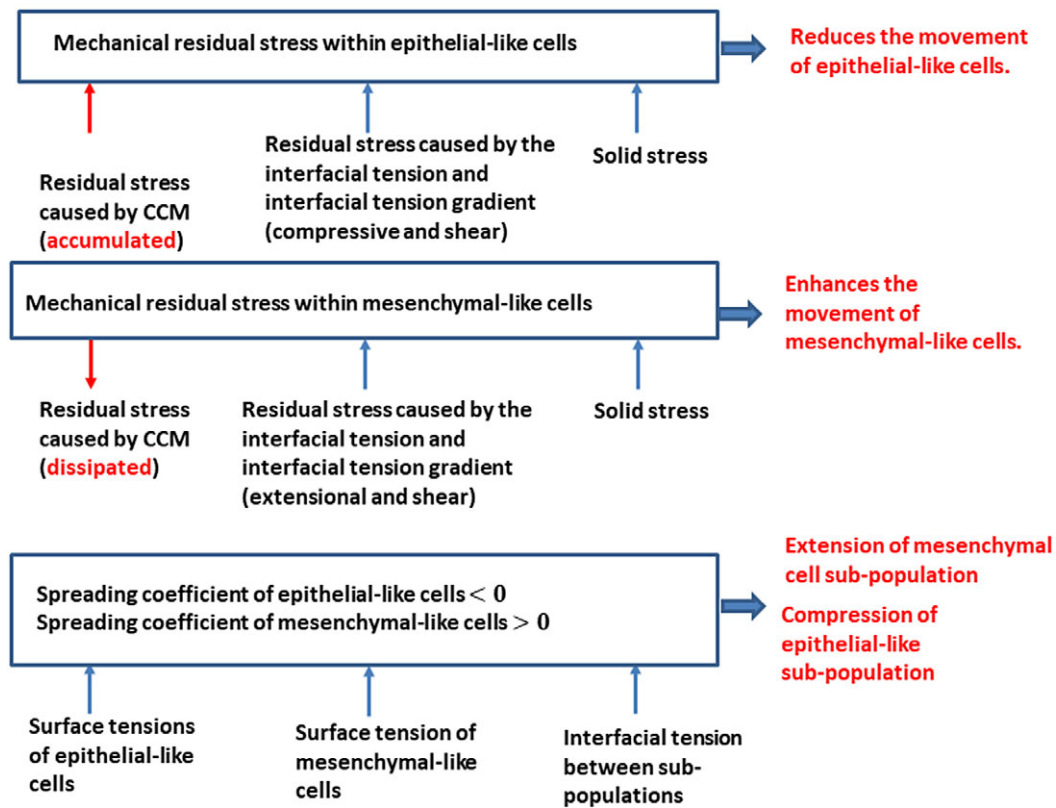 Mechanical residual stress within epithelial-like cells
Reduces the movement
of epithelial-like cells.
Residual stress
caused by CCM
(accumulated)
Residual stress caused by the
interfacial tension and
interfacial tension gradient
(compressive and shear)
Solid stress
Mechanical residual stress within mesenchymal-like cells
Enhances the
movement of
mesenchymal-like cells.
Residual stress
caused by CCM
(dissipated)
Residual stress caused by the
interfacial tension and
interfacial tension gradient
(extensional and shear)
Solid stress
Spreading coefficient of epithelial-like cells < 0
Spreading coefficient of mesenchymal-like cells > 0
Extension of mesenchymal
cell sub-population
Compression of
epithelial-like
sub-population
Surface tensions
of epithelial-like
cells
Surface tension of
mesenchymal-like
cells
Interfacial tension
between sub-
populations